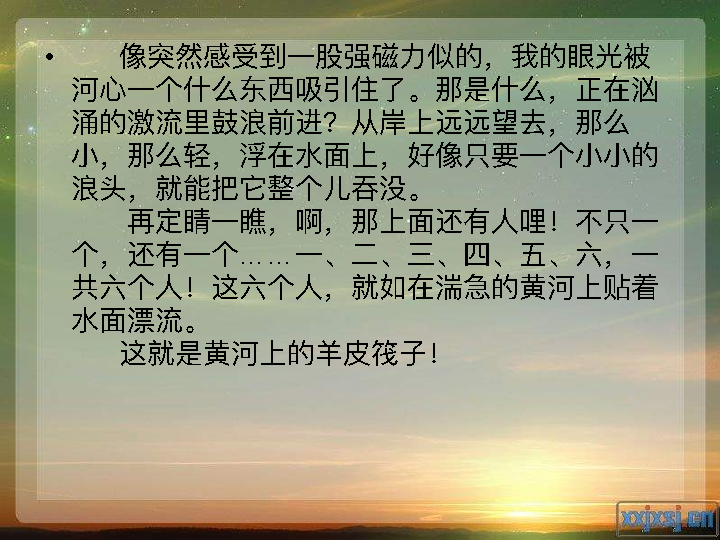 • 像突然感受到一股强磁力似的，我的眼光被
河心一个什么东西吸引住了。那是什么，正在汹
涌的激流里鼓浪前进？从岸上远远望去，那么
小，那么轻，浮在水面上，好像只要一个小小的
浪头，就能把它整个儿吞没。
再定睛一瞧，啊，那上面还有人哩！不只一
个，还有一个……一、二、三、四、五、六，一
共六个人！这六个人，就如在湍急的黄河上贴着
水面漂流。
这就是黄河上的羊皮筏子！
xxjxsj.cn